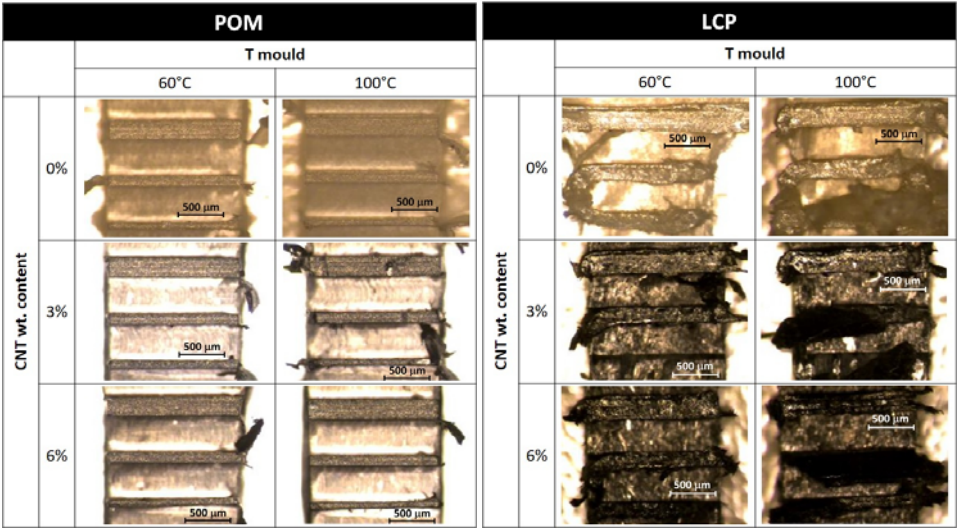 POM
T mould
60°C 100°C
CNT wt. content
0%
500 µm 500 µm
3%
500 µm 500 µm
6%
500 µm 500 µm
LCP
T mould
60°C 100°C
CNT wt. content
0%
500 µm 500 µm
3%
500 µm 500 µm
6%
500 µm 500 µm